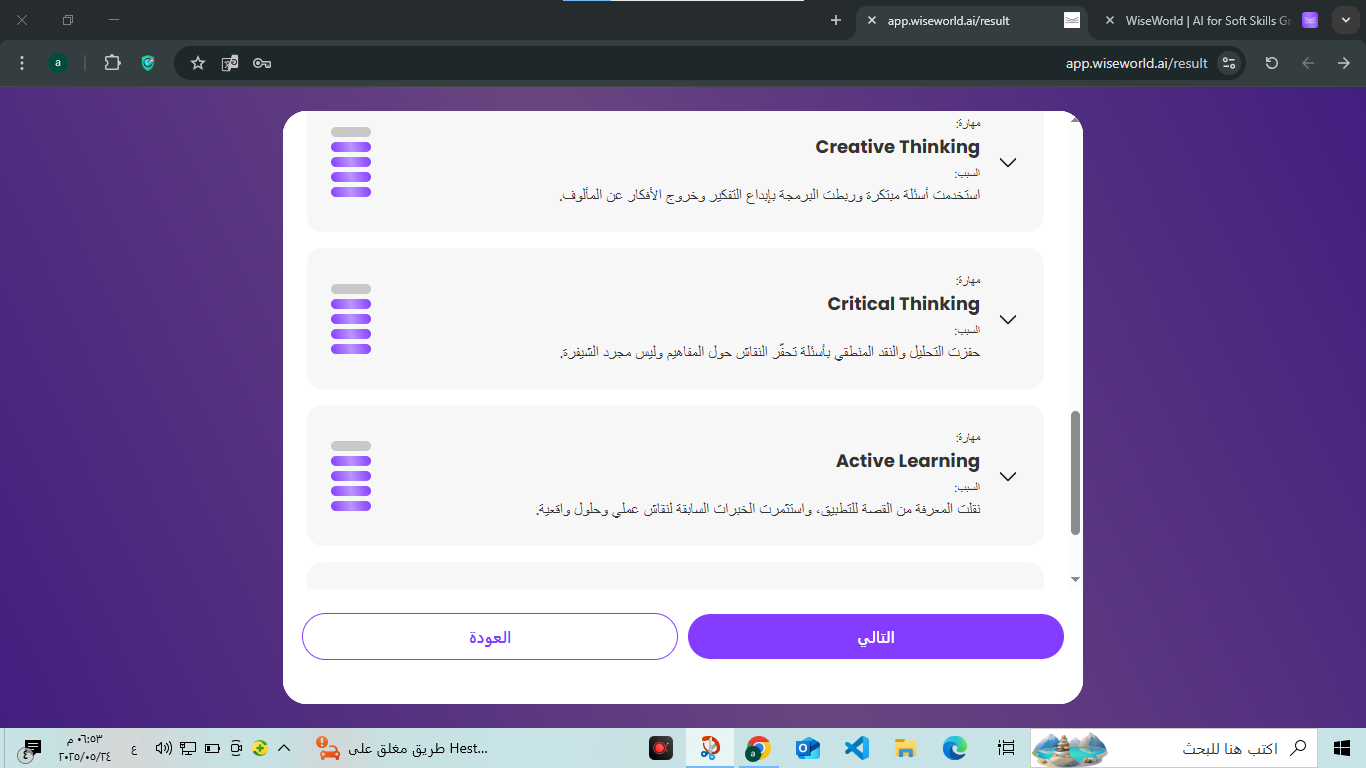 app.wiseworld.ai/result
WiseWorld | AI for Soft Skills Gr
a
app.wiseworld.ai/result
مهارة:
Creative Thinking
السبب:
استخدمت أسئلة مبتكرة وربطت البرمجة بإبداع التفكير وخروج الأفكار عن المألوف.
مهارة:
Critical Thinking
السبب:
حفزت التحليل والنقد المنطقي بأسئلة تحفّز النقاش حول المفاهيم وليس مجرد الشيفرة.
مهارة:
Active Learning
السبب:
نقلت المعرفة من القصة للتطبيق، واستثمرت الخبرات السابقة لنقاش عملي وحلول واقعية.
التالي
العودة
اكتب هنا للبحث
طريق مغلق على Hest...
ع
٠٦:٥٣ م
٢٠٢٥/٠٥/٢٤
٤